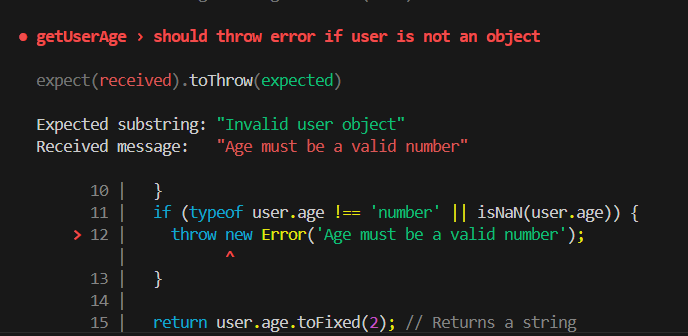 ● getUserAge › should throw error if user is not an object
expect(received).toThrow(expected)
Expected substring: "Invalid user object"
Received message:   "Age must be a valid number"
10 |   }
11 |   if (typeof user.age !== 'number' || isNaN(user.age)) {
> 12 |     throw new Error('Age must be a valid number');
|           ^
13 |   }
14 |
15 |   return user.age.toFixed(2); // Returns a string